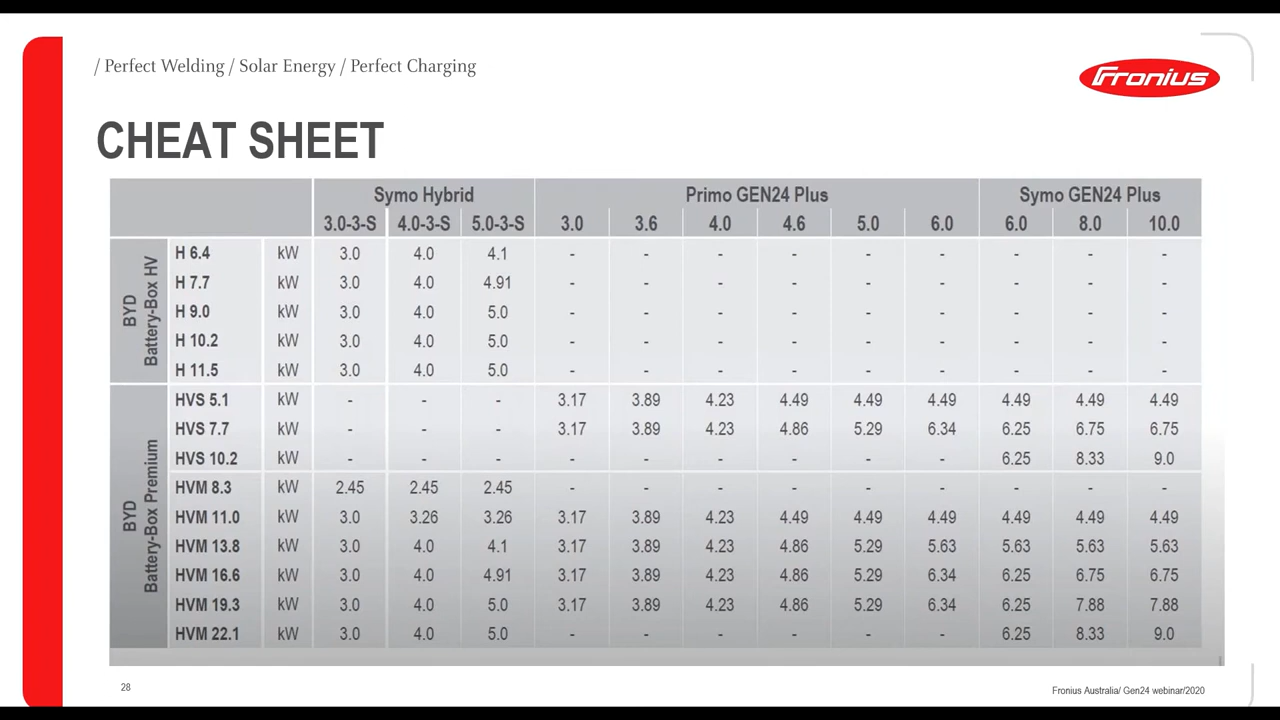 / Perfect Welding / Solar Energy / Perfect Charging
Fronius
CHEAT SHEET
Symo Hybrid Primo GEN24 Plus Symo GEN24 Plus
3.0-3-S 4.0-3-S 5.0-3-S 3.0 3.6 4.0 4.6 5.0 6.0 6.0 8.0 10.0
BYD
Battery-Box HV
H 6.4 kW 3.0 4.0 4.1 - - - - - - - - -
H 7.7 kW 3.0 4.0 4.91 - - - - - - - - -
H 9.0 kW 3.0 4.0 5.0 - - - - - - - - -
H 10.2 kW 3.0 4.0 5.0 - - - - - - - - -
H 11.5 kW 3.0 4.0 5.0 - - - - - - - - -
BYD
Battery-Box Premium
HVS 5.1 kW - - - 3.17 3.89 4.23 4.49 4.49 4.49 4.49 4.49 4.49
HVS 7.7 kW - - - 3.17 3.89 4.23 4.86 5.29 6.34 6.25 6.75 6.75
HVS 10.2 kW - - - - - - - - - 6.25 8.33 9.0
HVM 8.3 kW 2.45 2.45 2.45 - - - - - - - - -
HVM 11.0 kW 3.0 3.26 3.26 3.17 3.89 4.23 4.49 4.49 4.49 4.49 4.49 4.49
HVM 13.8 kW 3.0 4.0 4.1 3.17 3.89 4.23 4.86 5.29 5.63 5.63 5.63 5.63
HVM 16.6 kW 3.0 4.0 4.91 3.17 3.89 4.23 4.86 5.29 6.34 6.25 6.75 6.75
HVM 19.3 kW 3.0 4.0 5.0 3.17 3.89 4.23 4.86 5.29 6.34 6.25 7.88 7.88
HVM 22.1 kW 3.0 4.0 5.0 - - - - - - 6.25 8.33 9.0
28
Fronius Australia/ Gen24 webinar/2020